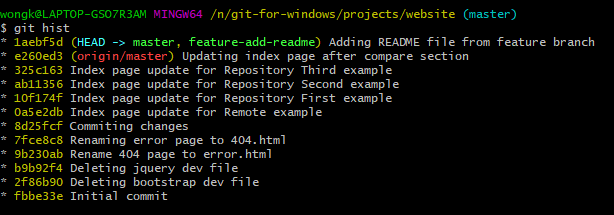 wongk@LAPTOP-GSO7R3AM MINGW64 /n/git-for-windows/projects/website (master)
$ git hist
* 1aebf5d (HEAD -> master, feature-add-readme) Adding README file from feature branch
* e260ed3 (origin/master) Updating index page after compare section
* 325c163 Index page update for Repository Third example
* ab11356 Index page update for Repository Second example
* 10f174f Index page update for Repository First example
* 0a5e2db Index page update for Remote example
* 8d25fcf Commiting changes
* 7fce8c8 Renaming error page to 404.html
* 9b230ab Rename 404 page to error.html
* b9b92f4 Deleting jquery dev file
* 2f86b90 Deleting bootstrap dev file
* fbbe33e Initial commit